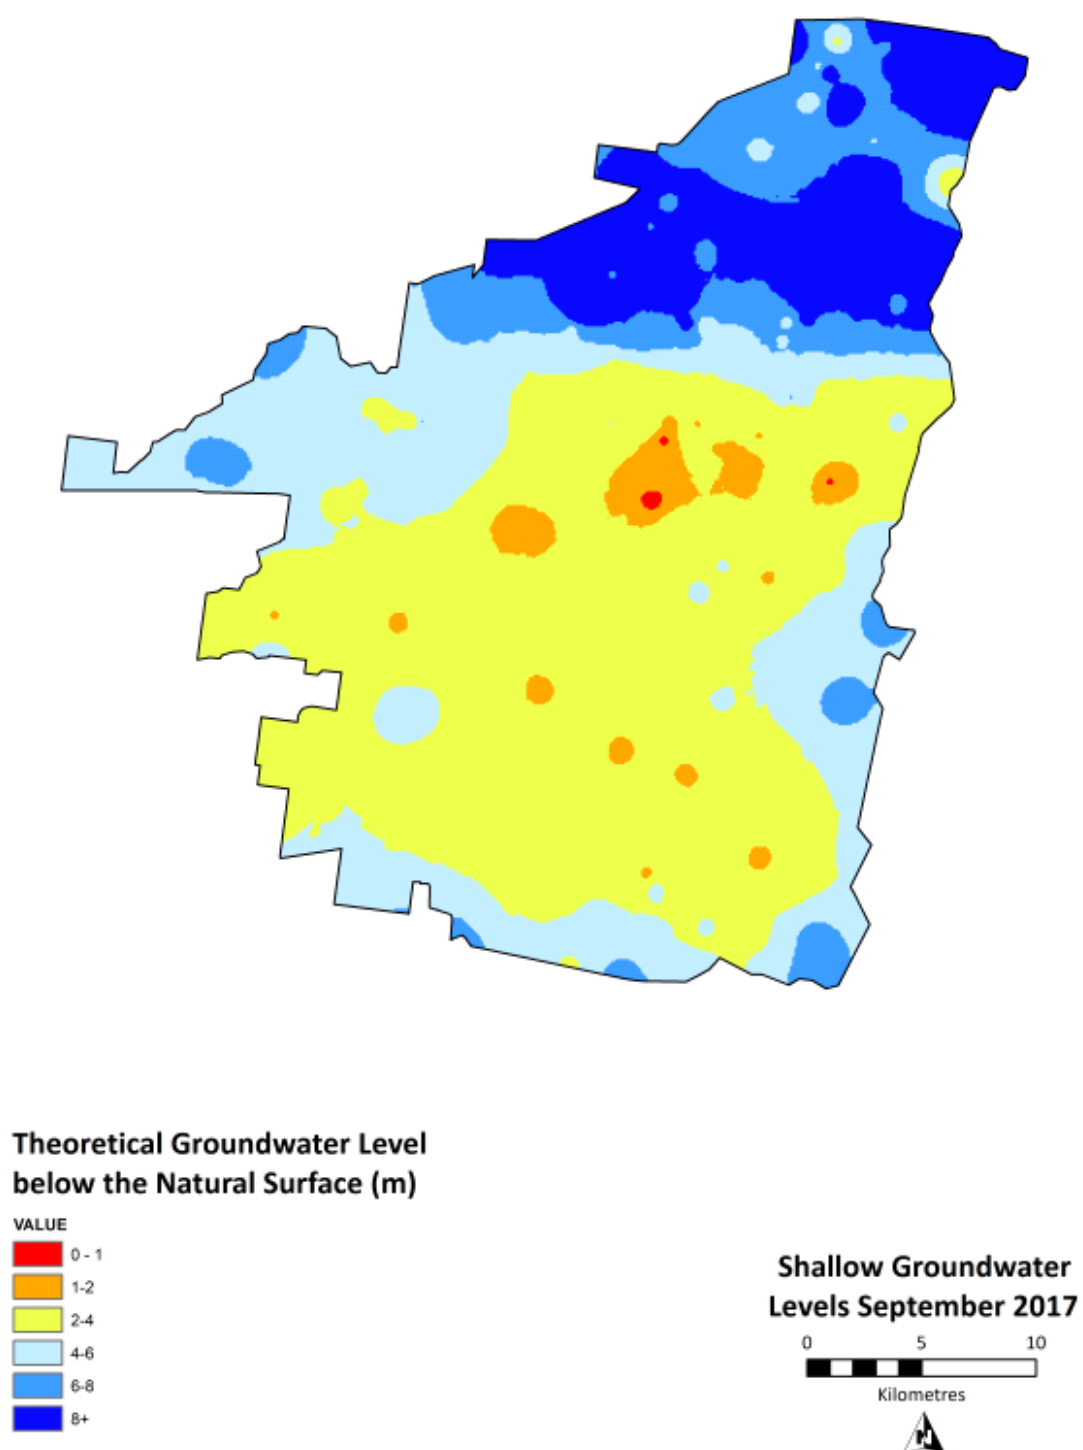 Theoretical Groundwater Level
below the Natural Surface (m)
VALUE
0 - 1
1-2
2-4
4-6
6-8
8+
Shallow Groundwater
Levels September 2017
0 5 10
Kilometres
N